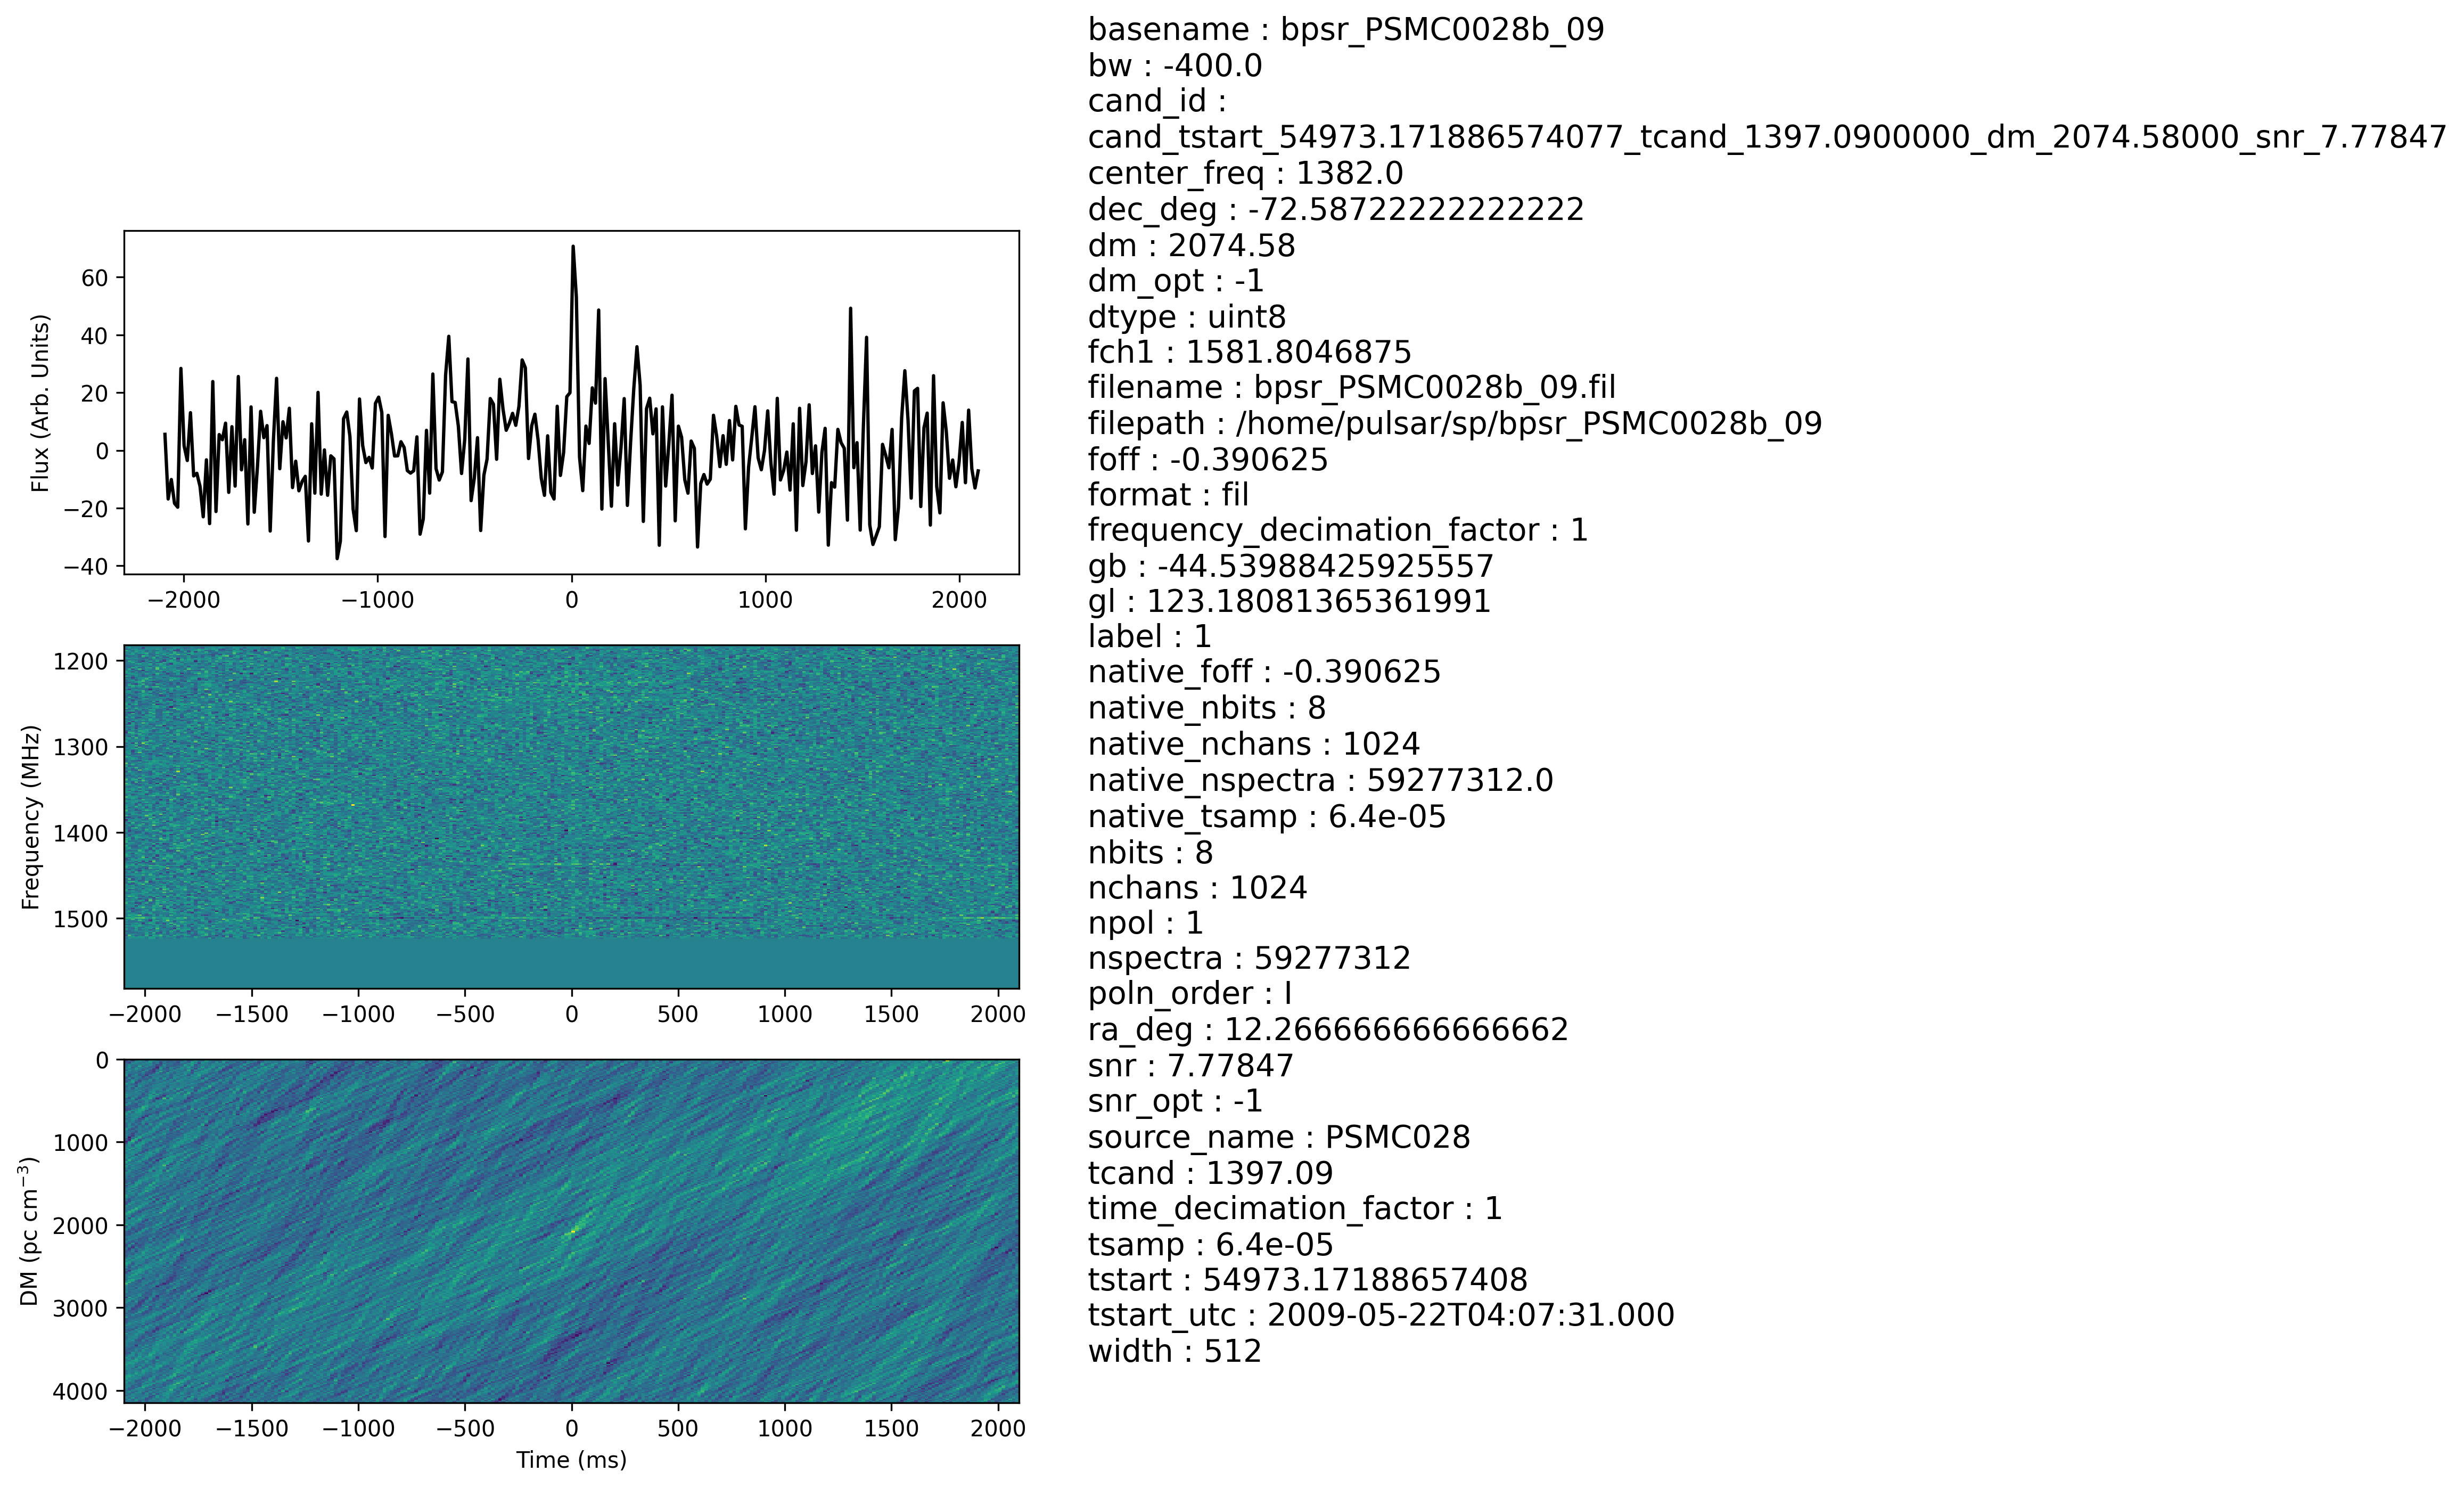 basename : bpsr_PSMC0028b_09
bw : -400.0
cand_id :
cand_tstart_54973.171886574077_tcand_1397.0900000_dm_2074.58000_snr_7.77847
center_freq : 1382.0
dec_deg : -72.58722222222222
dm : 2074.58
dm_opt : -1
dtype : uint8
fch1 : 1581.8046875
filename : bpsr_PSMC0028b_09.fil
filepath : /home/pulsar/sp/bpsr_PSMC0028b_09
foff : -0.390625
format : fil
frequency_decimation_factor : 1
gb : -44.53988425925557
gl : 123.18081365361991
label : 1
native_foff : -0.390625
native_nbits : 8
native_nchans : 1024
native_nspectra : 59277312.0
native_tsamp : 6.4e-05
nbits : 8
nchans : 1024
npol : 1
nspectra : 59277312
poln_order : I
ra_deg : 12.266666666666662
snr : 7.77847
snr_opt : -1
source_name : PSMC028
tcand : 1397.09
time_decimation_factor : 1
tsamp : 6.4e-05
tstart : 54973.17188657408
tstart_utc : 2009-05-22T04:07:31.000
width : 512
Flux (Arb. Units)
60
40
20
0
−20
−40
−2000 −1000 0 1000 2000
Frequency (MHz)
1200
1300
1400
1500
−2000 −1500 −1000 −500 0 500 1000 1500 2000
DM (pc cm⁻³)
0
1000
2000
3000
4000
−2000 −1500 −1000 −500 0 500 1000 1500 2000
Time (ms)